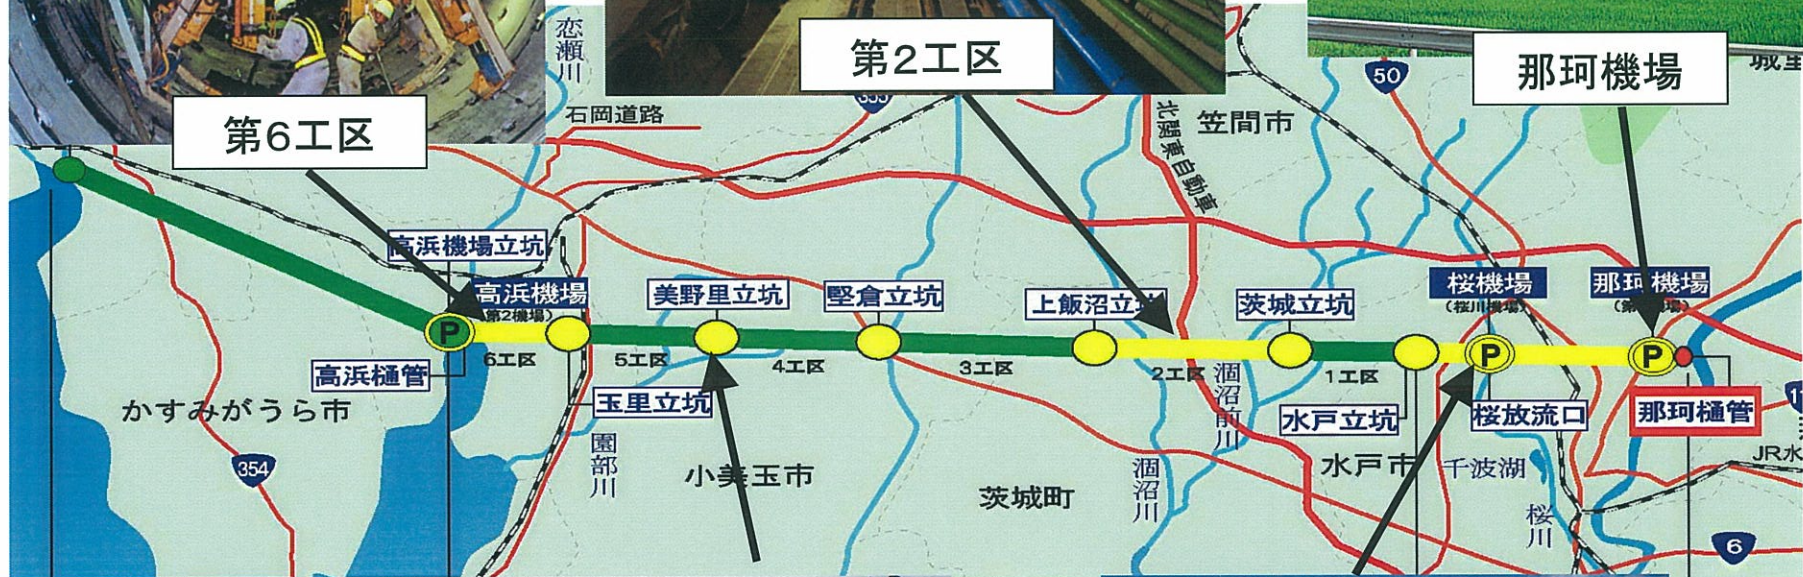 恋瀬川
第2工区
那珂機場
50
石岡道路
北関東自動車
笠間市
第6工区
高浜機場立坑
高浜機場
美野里立坑
堅倉立坑
茨城立坑
桜機場
(桜川機場)
那珂機場
P
P
P
6工区
5工区
4工区
3工区
2工区
1工区
高浜樋管
玉里立坑
涸沼前川
水戸立坑
桜放流口
那珂樋管
かすみがうら市
354
園部川
小美玉市
茨城町
涸沼川
水戸市
千波湖
桜川
6